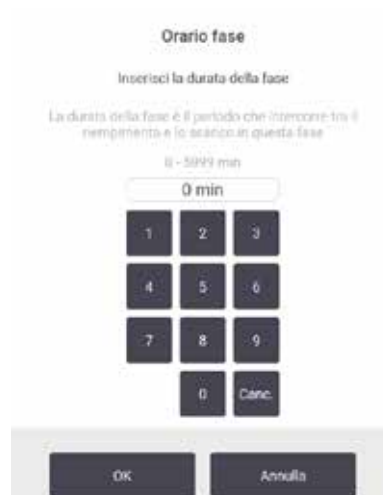 Orario fase
Inserisci la durata della fase
La durata della fase è il periodo che intercorre tra il
riempimento e lo scarico in questa fase
0 - 5999 min
0 min
1 2 3
4 5 6
7 8 9
0 Canc.
OK Annulla